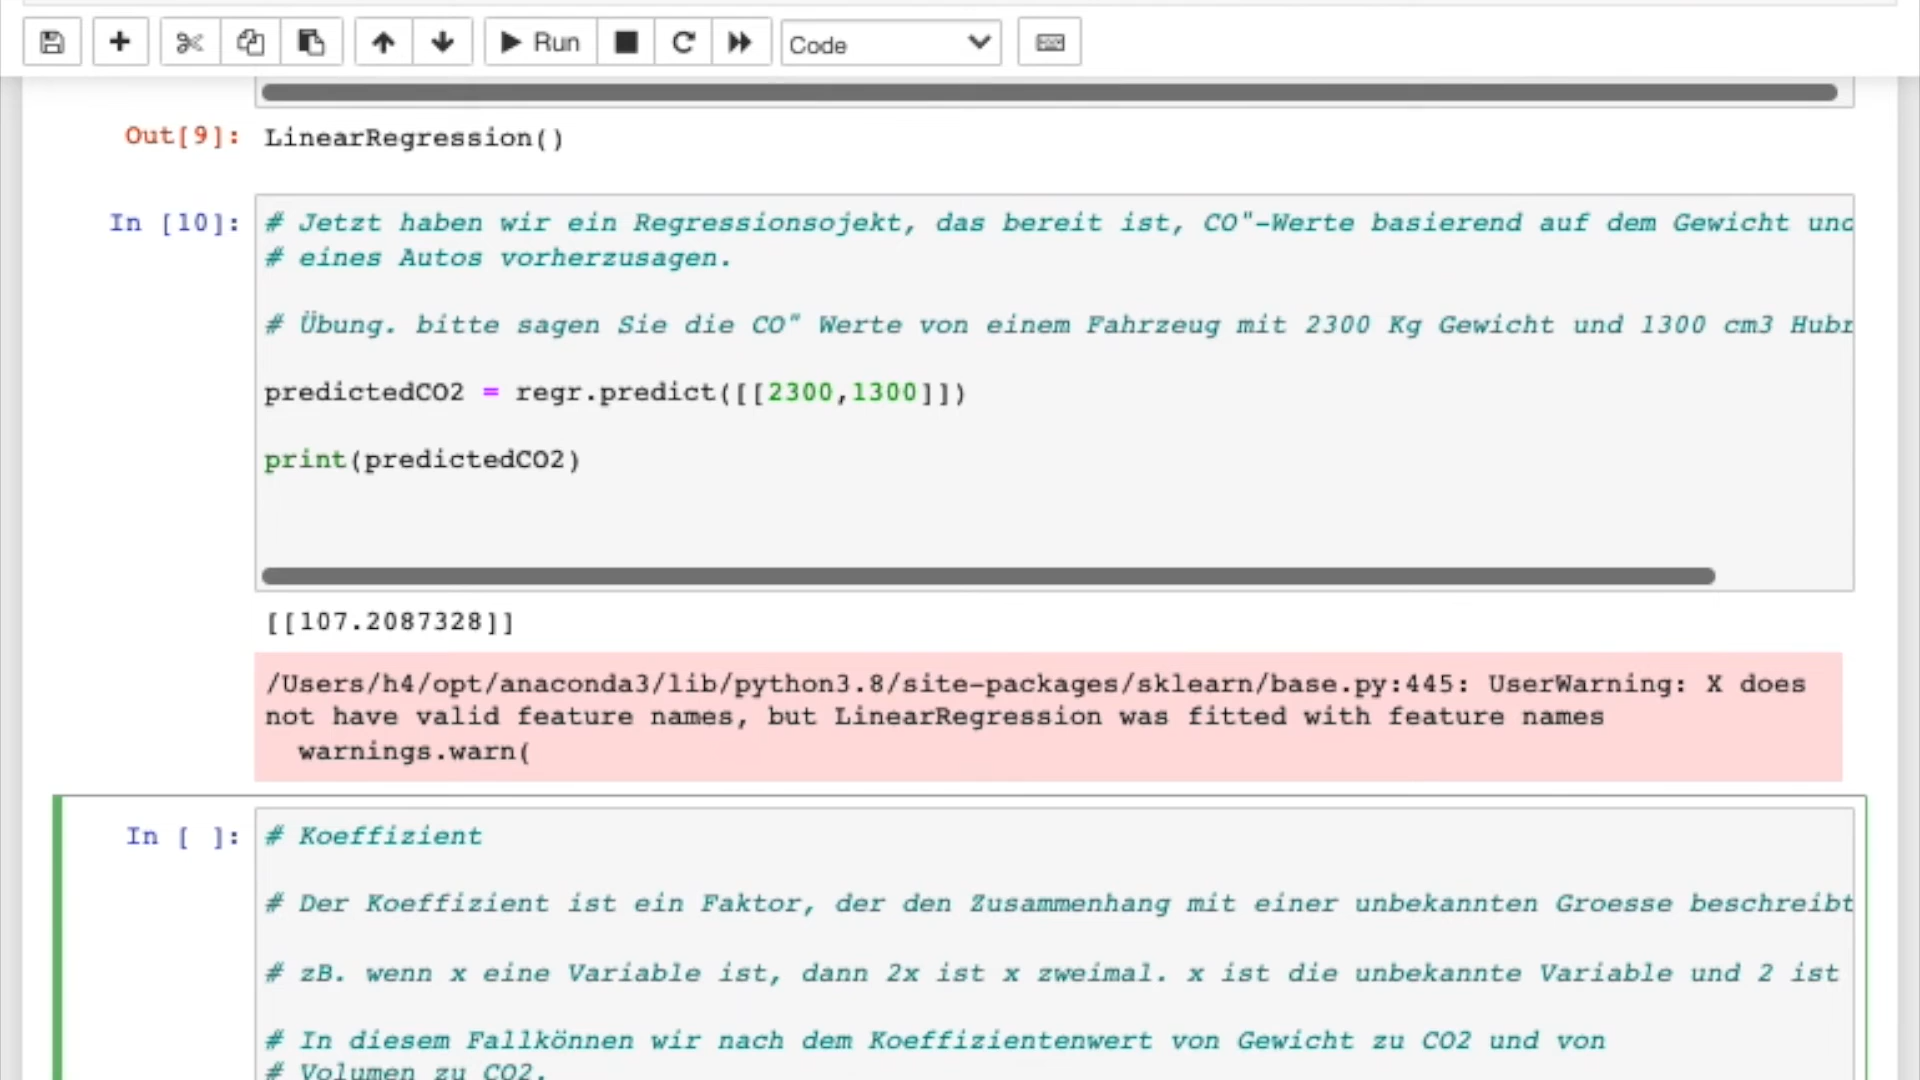 Run
Code
Out[9]: LinearRegression()
In [10]: # Jetzt haben wir ein Regressionsojekt, das bereit ist, CO"-Werte basierend auf dem Gewicht und
# eines Autos vorherzusagen.
# Übung. bitte sagen Sie die CO" Werte von einem Fahrzeug mit 2300 Kg Gewicht und 1300 cm3
predictedCO2 = regr.predict([[2300,1300]])
print(predictedCO2)
[[107.2087328]]
/Users/h4/opt/anaconda3/lib/python3.8/site-packages/sklearn/base.py:445: UserWarning: X does
not have valid feature names, but LinearRegression was fitted with feature names
warnings.warn(
In [ ]: # Koeffizient
# Der Koeffizient ist ein Faktor, der den Zusammenhang mit einer unbekannten Groesse beschreibt
# zB. wenn x eine Variable ist, dann 2x ist x zweimal. x ist die unbekannte Variable und 2 ist
# In diesem Fallkönnen wir nach dem Koeffizientenwert von Gewicht zu CO2 und von
# Volumen zu CO2.